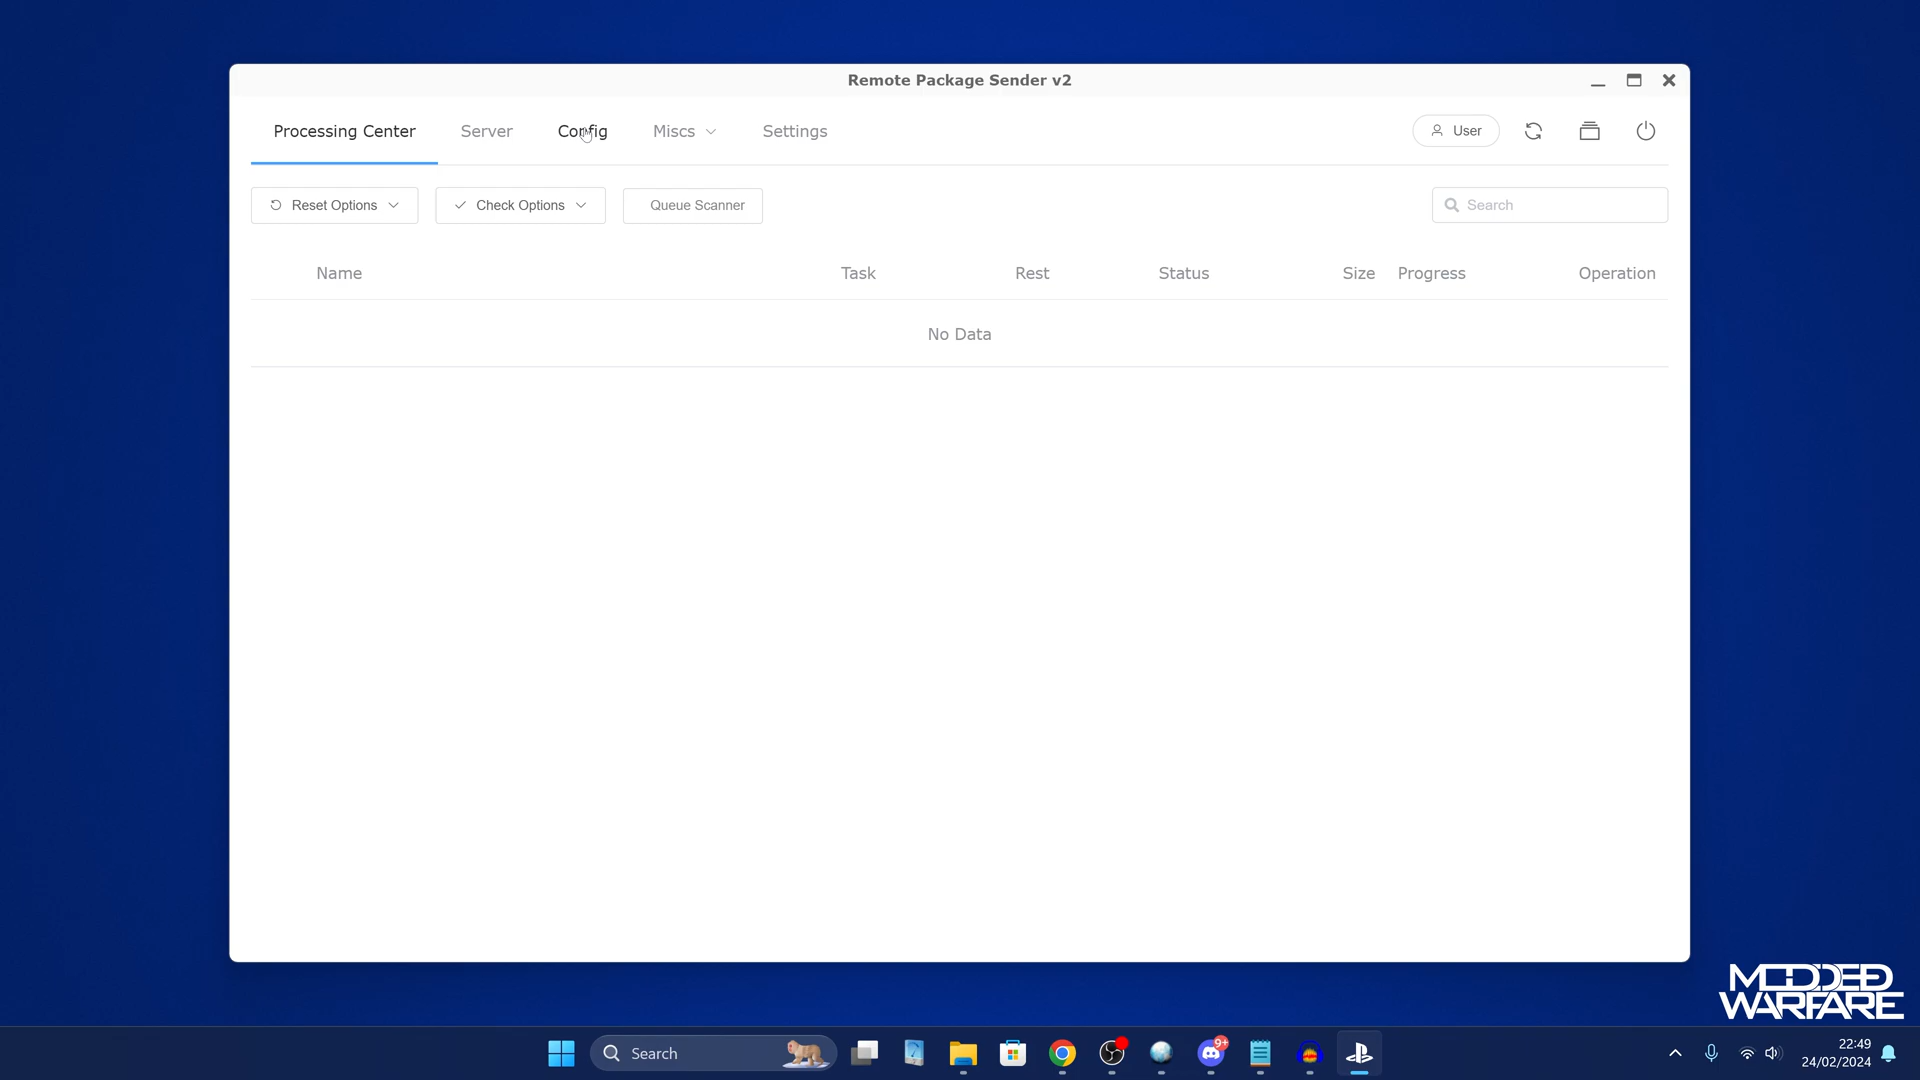 Remote Package Sender v2
Processing Center Server Config Miscs Settings User
Reset Options Check Options Queue Scanner Search
Name Task Rest Status Size Progress Operation
No Data
MODDED
WARFARE
Search 9+ 22:49
24/02/2024